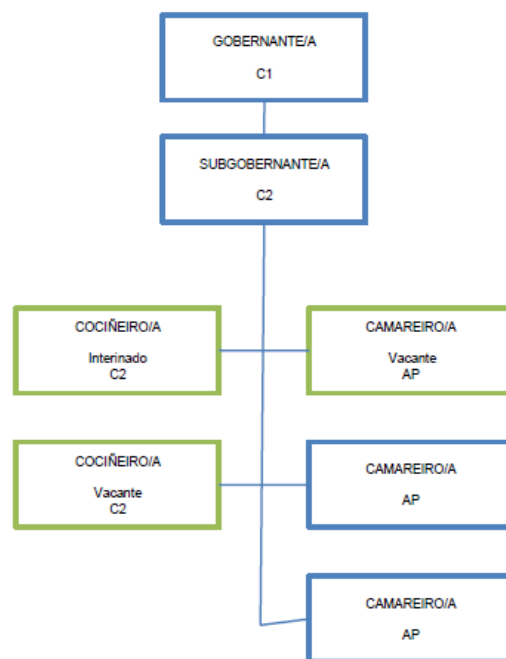 GOBERNANTE/A
C1
SUBGOBERNANTE/A
C2
COCIÑEIRO/A
Interinado
C2
CAMAREIRO/A
Vacante
AP
COCIÑEIRO/A
Vacante
C2
CAMAREIRO/A
AP
CAMAREIRO/A
AP